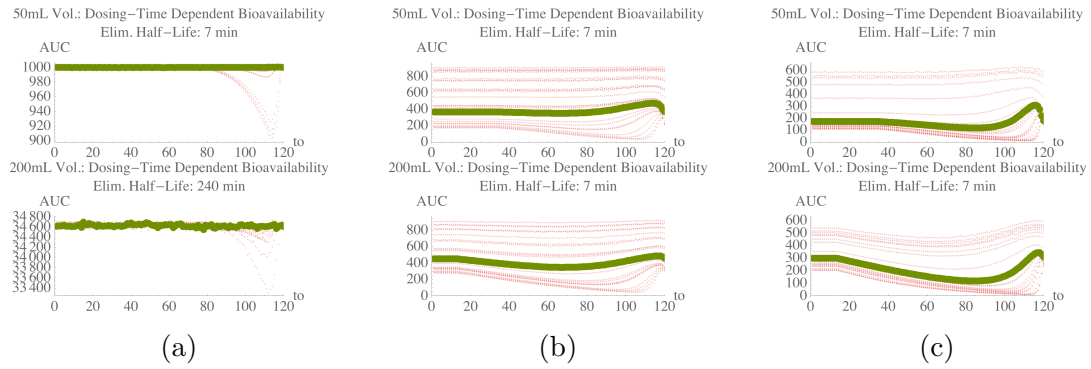 50mL Vol.: Dosing-Time Dependent Bioavailability
Elim. Half-Life: 7 min
AUC
1000
980
960
940
920
900
0 20 40 60 80 100 120
to
200mL Vol.: Dosing-Time Dependent Bioavailability
Elim. Half-Life: 240 min
AUC
34 800
34 600
34 400
34 200
34 000
33 800
33 600
33 400
0 20 40 60 80 100 120
to
(a)
50mL Vol.: Dosing-Time Dependent Bioavailability
Elim. Half-Life: 7 min
AUC
800
600
400
200
0
0 20 40 60 80 100 120
to
200mL Vol.: Dosing-Time Dependent Bioavailability
Elim. Half-Life: 7 min
AUC
800
600
400
200
0
0 20 40 60 80 100 120
to
(b)
50mL Vol.: Dosing-Time Dependent Bioavailability
Elim. Half-Life: 7 min
AUC
600
500
400
300
200
100
0
0 20 40 60 80 100 120
to
200mL Vol.: Dosing-Time Dependent Bioavailability
Elim. Half-Life: 7 min
AUC
600
500
400
300
200
100
0
0 20 40 60 80 100 120
to
(c)